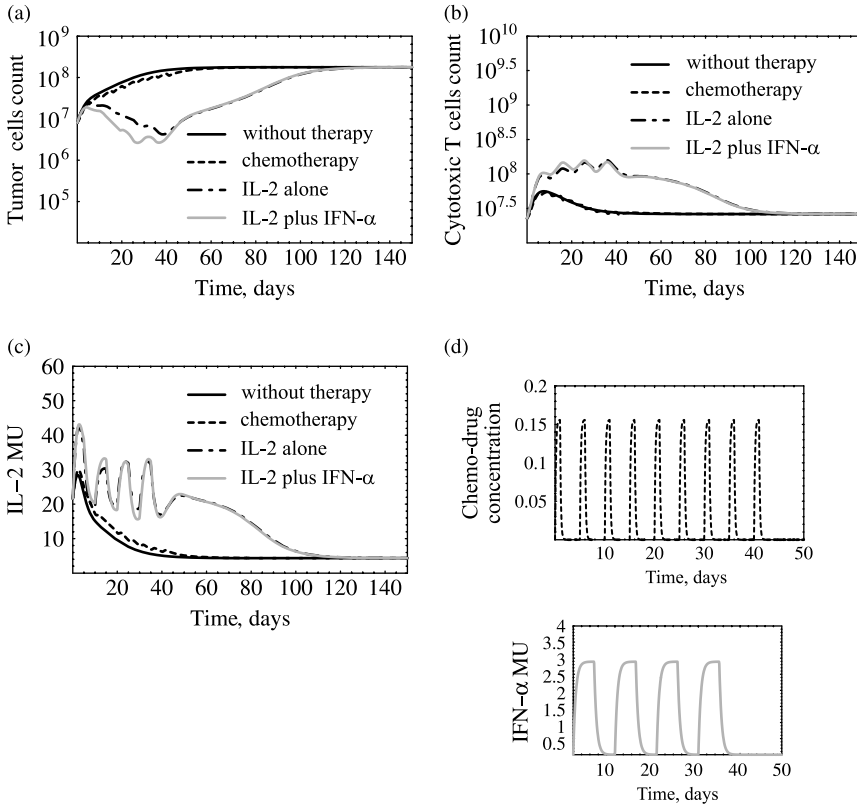 (a)
Tumor cells count
10^9
10^8
10^7
10^6
10^5
without therapy
chemotherapy
IL-2 alone
IL-2 plus IFN-α
20 40 60 80 100 120 140
Time, days
(b)
Cytotoxic T cells count
10^10
10^9.5
10^9
10^8.5
10^8
10^7.5
without therapy
chemotherapy
IL-2 alone
IL-2 plus IFN-α
20 40 60 80 100 120 140
Time, days
(c)
IL−2 MU
60
50
40
30
20
10
without therapy
chemotherapy
IL-2 alone
IL-2 plus IFN-α
20 40 60 80 100 120 140
Time, days
(d)
Chemo-drug
concentration
0.2
0.15
0.1
0.05
10 20 30 40 50
Time, days
IFN-α MU
4
3.5
3
2.5
2
1.5
1
0.5
10 20 30 40 50
Time, days